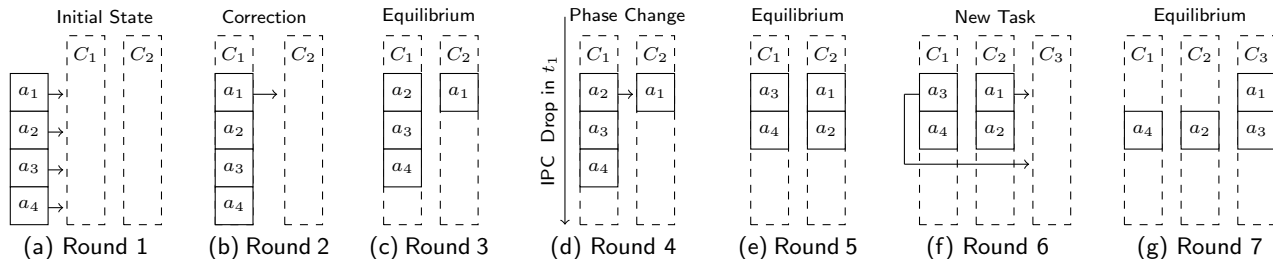 Initial State
C1 C2
a1
a2
a3
a4
(a) Round 1
Correction
C1 C2
a1
a2
a3
a4
(b) Round 2
Equilibrium
C1 C2
a2 a1
a3
a4
(c) Round 3
Phase Change
IPC Drop in t1
C1 C2
a2 a1
a3
a4
(d) Round 4
Equilibrium
C1 C2
a3 a1
a4 a2
(e) Round 5
New Task
C1 C2 C3
a3 a1
a4 a2
(f) Round 6
Equilibrium
C1 C2 C3
a1
a4 a2 a3
(g) Round 7